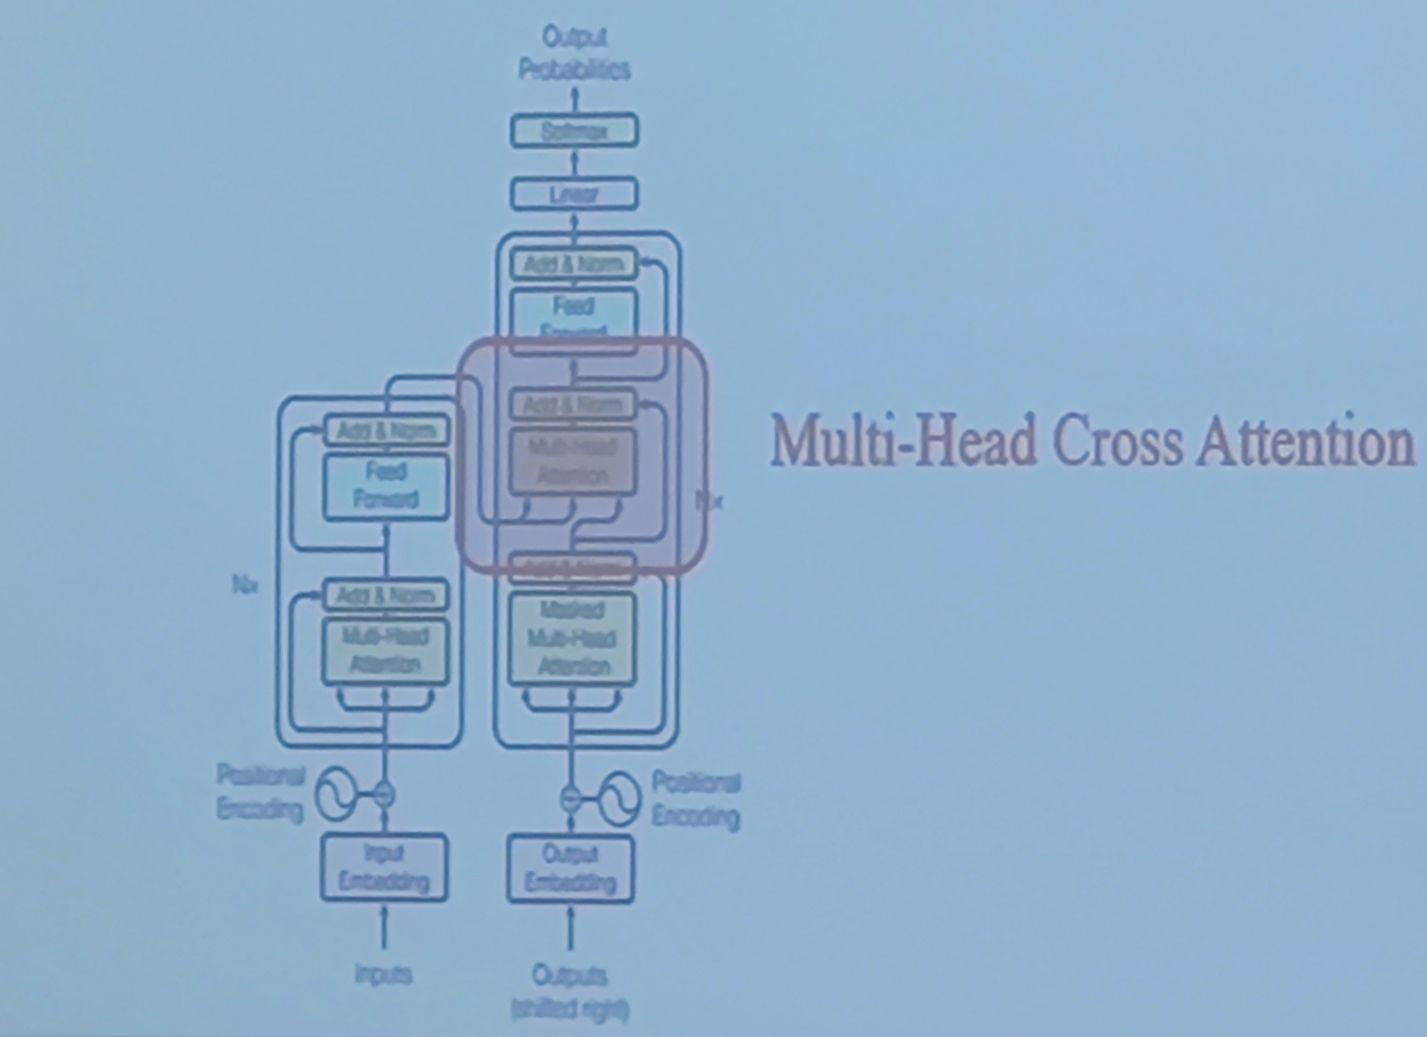 Output
Probabilities
Softmax
Linear
Add & Norm
Feed
Forward
Add & Norm
Multi-Head
Attention
Multi-Head Cross Attention
Nx
Add & Norm
Masked
Multi-Head
Attention
Add & Norm
Feed
Forward
Nx
Add & Norm
Multi-Head
Attention
Positional
Encoding
Positional
Encoding
Input
Embedding
Output
Embedding
Inputs
Outputs
(shifted right)